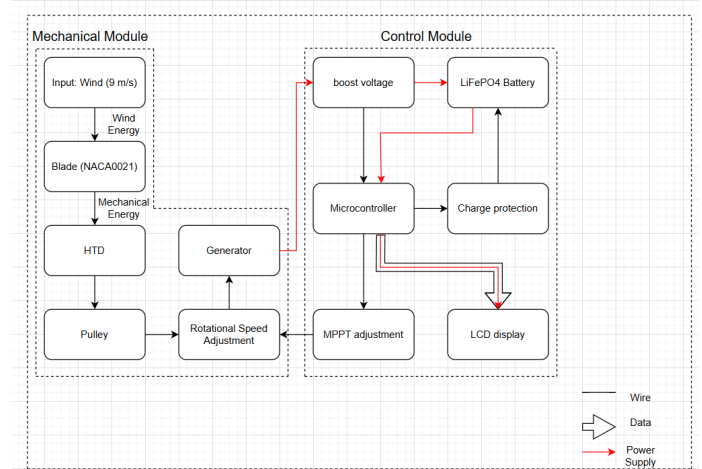 Mechanical Module
Control Module
Input: Wind (9 m/s)
boost voltage
LiFePO4 Battery
Wind
Energy
Blade (NACA0021)
Mechanical
Energy
Microcontroller
Charge protection
HTD
Generator
Pulley
Rotational Speed
Adjustment
MPPT adjustment
LCD display
Wire
Data
Power
Supply